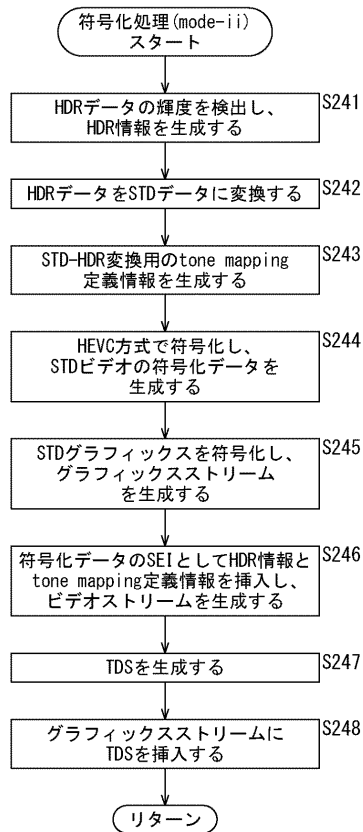 符号化処理(mode-ii)
スタート
S241
HDRデータの輝度を検出し、
HDR情報を生成する
S242
HDRデータをSTDデータに変換する
S243
STD-HDR変換用のtone mapping
定義情報を生成する
S244
HEVC方式で符号化し、
STDビデオの符号化データを
生成する
S245
STDグラフィックスを符号化し、
グラフィックスストリーム
を生成する
S246
符号化データのSEIとしてHDR情報と
tone mapping定義情報を挿入し、
ビデオストリームを生成する
S247
TDSを生成する
S248
グラフィックスストリームに
TDSを挿入する
リターン